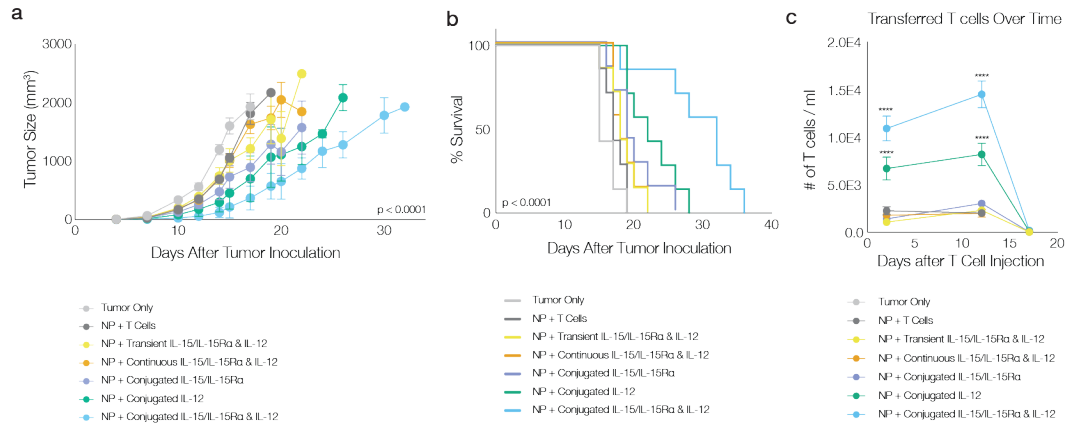 a
3000
2000
1000
0
Tumor Size (mm³)
0
10
20
30
p < 0.0001
Days After Tumor Inoculation
Tumor Only
NP + T Cells
NP + Transient IL-15/IL-15Rα & IL-12
NP + Continuous IL-15/IL-15Rα & IL-12
NP + Conjugated IL-15/IL-15Rα
NP + Conjugated IL-12
NP + Conjugated IL-15/IL-15Rα & IL-12
b
100
50
0
% Survival
p <0.0001
0
10
20
30
40
Days After Tumor Inoculation
Tumor Only
NP + T Cells
NP + Transient IL-15/IL-15Rα & IL-12
NP + Continuous IL-15/IL-15Rα & IL-12
NP + Conjugated IL-15/IL-15Rα
NP + Conjugated IL-12
NP + Conjugated IL-15/IL-15Rα & IL-12
c
Transferred T cells Over Time
2.0E4
1.5E4
1.0E4
5.0E3
0.0
# of T cells / ml
****
****
****
****
0
5
10
15
20
Days after T Cell Injection
Tumor Only
NP + T Cells
NP + Transient IL-15/IL-15Rα & IL-12
NP + Continuous IL-15/IL-15Rα & IL-12
NP + Conjugated IL-15/IL-15Rα
NP + Conjugated IL-12
NP + Conjugated IL-15/IL-15Rα & IL-12